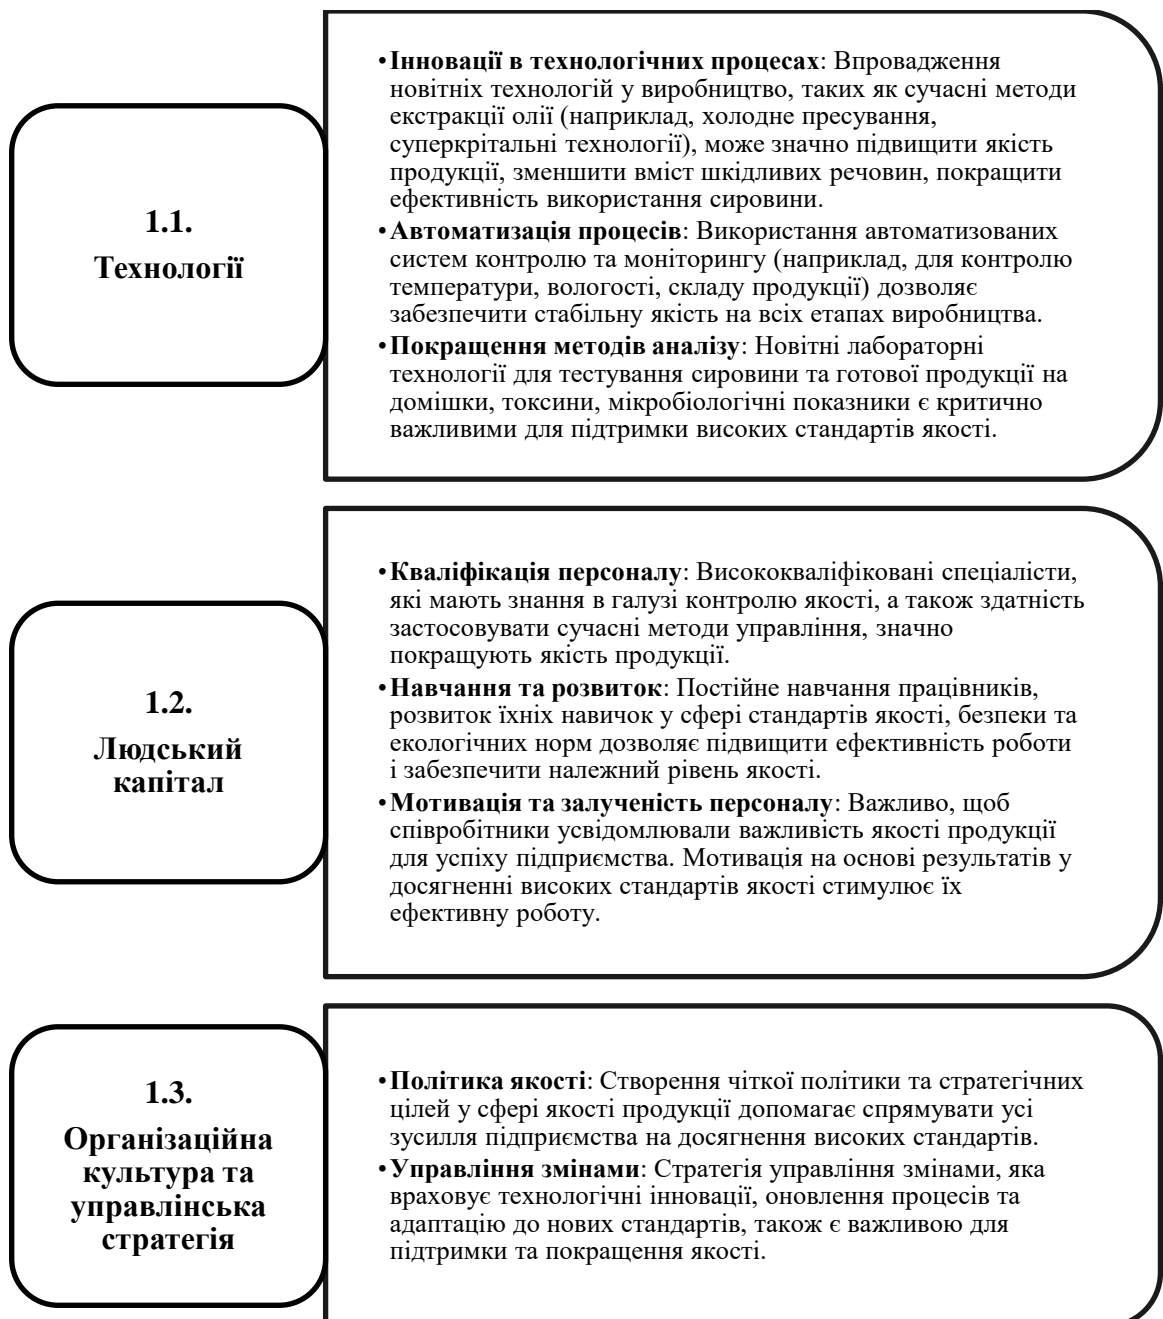 1.1.
Технології
•Інновації в технологічних процесах: Впровадження
новітніх технологій у виробництво, таких як сучасні методи
екстракції олії (наприклад, холодне пресування,
суперкрітальні технології), може значно підвищити якість
продукції, зменшити вміст шкідливих речовин, покращити
ефективність використання сировини.
•Автоматизація процесів: Використання автоматизованих
систем контролю та моніторингу (наприклад, для контролю
температури, вологості, складу продукції) дозволяє
забезпечити стабільну якість на всіх етапах виробництва.
•Покращення методів аналізу: Новітні лабораторні
технології для тестування сировини та готової продукції на
домішки, токсини, мікробіологічні показники є критично
важливими для підтримки високих стандартів якості.
1.2.
Людський
капітал
•Кваліфікація персоналу: Висококваліфіковані спеціалісти,
які мають знання в галузі контролю якості, а також здатність
застосовувати сучасні методи управління, значно
покращують якість продукції.
•Навчання та розвиток: Постійне навчання працівників,
розвиток їхніх навичок у сфері стандартів якості, безпеки та
екологічних норм дозволяє підвищити ефективність роботи
і забезпечити належний рівень якості.
•Мотивація та залученість персоналу: Важливо, щоб
співробітники усвідомлювали важливість якості продукції
для успіху підприємства. Мотивація на основі результатів у
досягненні високих стандартів якості стимулює їх
ефективну роботу.
1.3.
Організаційна
культура та
управлінська
стратегія
•Політика якості: Створення чіткої політики та стратегічних
цілей у сфері якості продукції допомагає спрямувати усі
зусилля підприємства на досягнення високих стандартів.
•Управління змінами: Стратегія управління змінами, яка
враховує технологічні інновації, оновлення процесів та
адаптацію до нових стандартів, також є важливою для
підтримки та покращення якості.